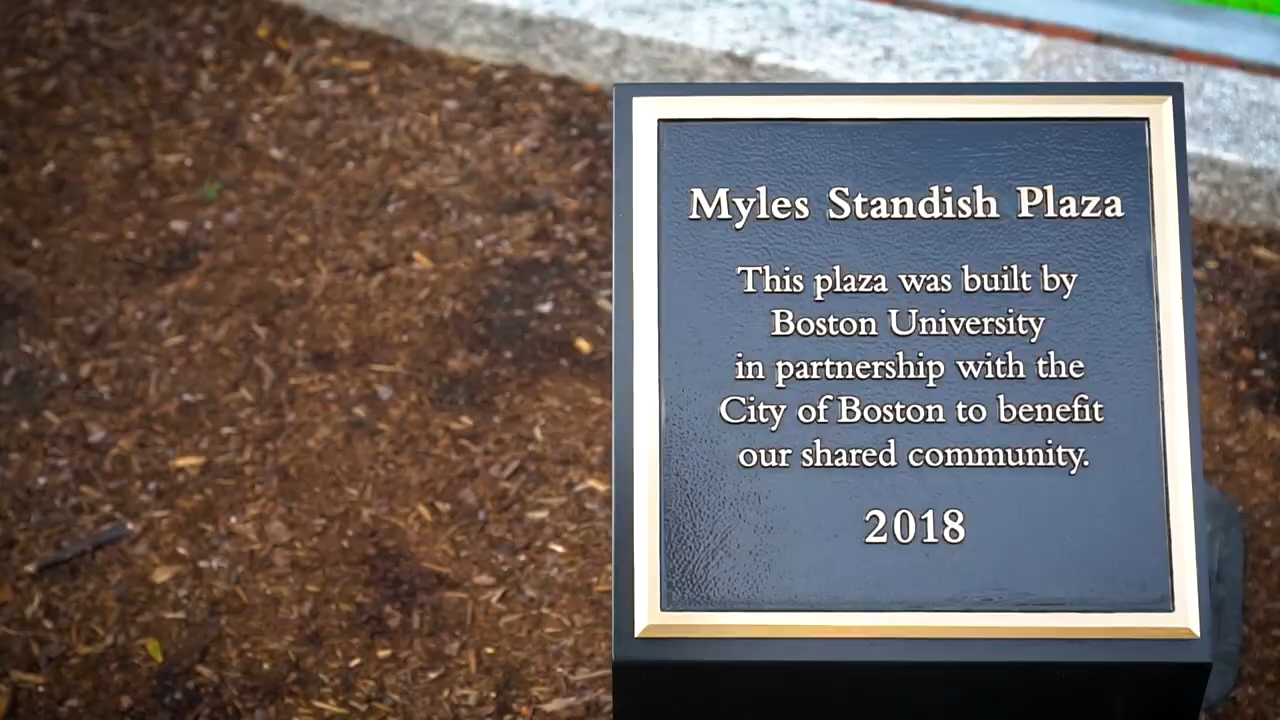 Myles Standish Plaza
This plaza was built by
Boston University
in partnership with the
City of Boston to benefit
our shared community.
2018